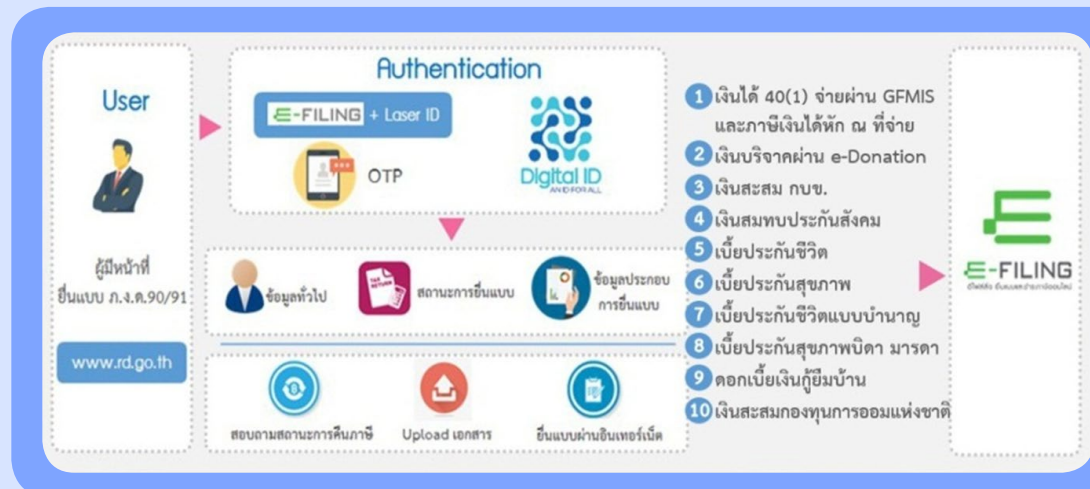 User
ผู้มีหน้าที่
ยื่นแบบ ภ.ง.ด.90/91
www.rd.go.th
Authentication
E-FILING + Laser ID
OTP
Digital ID
AN ID FOR ALL
ข้อมูลทั่วไป
TAX RETURN
สถานะการยื่นแบบ
ข้อมูลประกอบ
การยื่นแบบ
สอบถามสถานะการคืนภาษี
Upload เอกสาร
ยื่นแบบผ่านอินเทอร์เน็ต
1 เงินได้ 40(1) จ่ายผ่าน GFMIS
และภาษีเงินได้หัก ณ ที่จ่าย
2 เงินบริจาคผ่าน e-Donation
3 เงินสะสม กบข.
4 เงินสมทบประกันสังคม
5 เบี้ยประกันชีวิต
6 เบี้ยประกันสุขภาพ
7 เบี้ยประกันชีวิตแบบบำนาญ
8 เบี้ยประกันสุขภาพบิดา มารดา
9 ดอกเบี้ยเงินกู้ยืมบ้าน
10 เงินสะสมกองทุนการออมแห่งชาติ
E-FILING